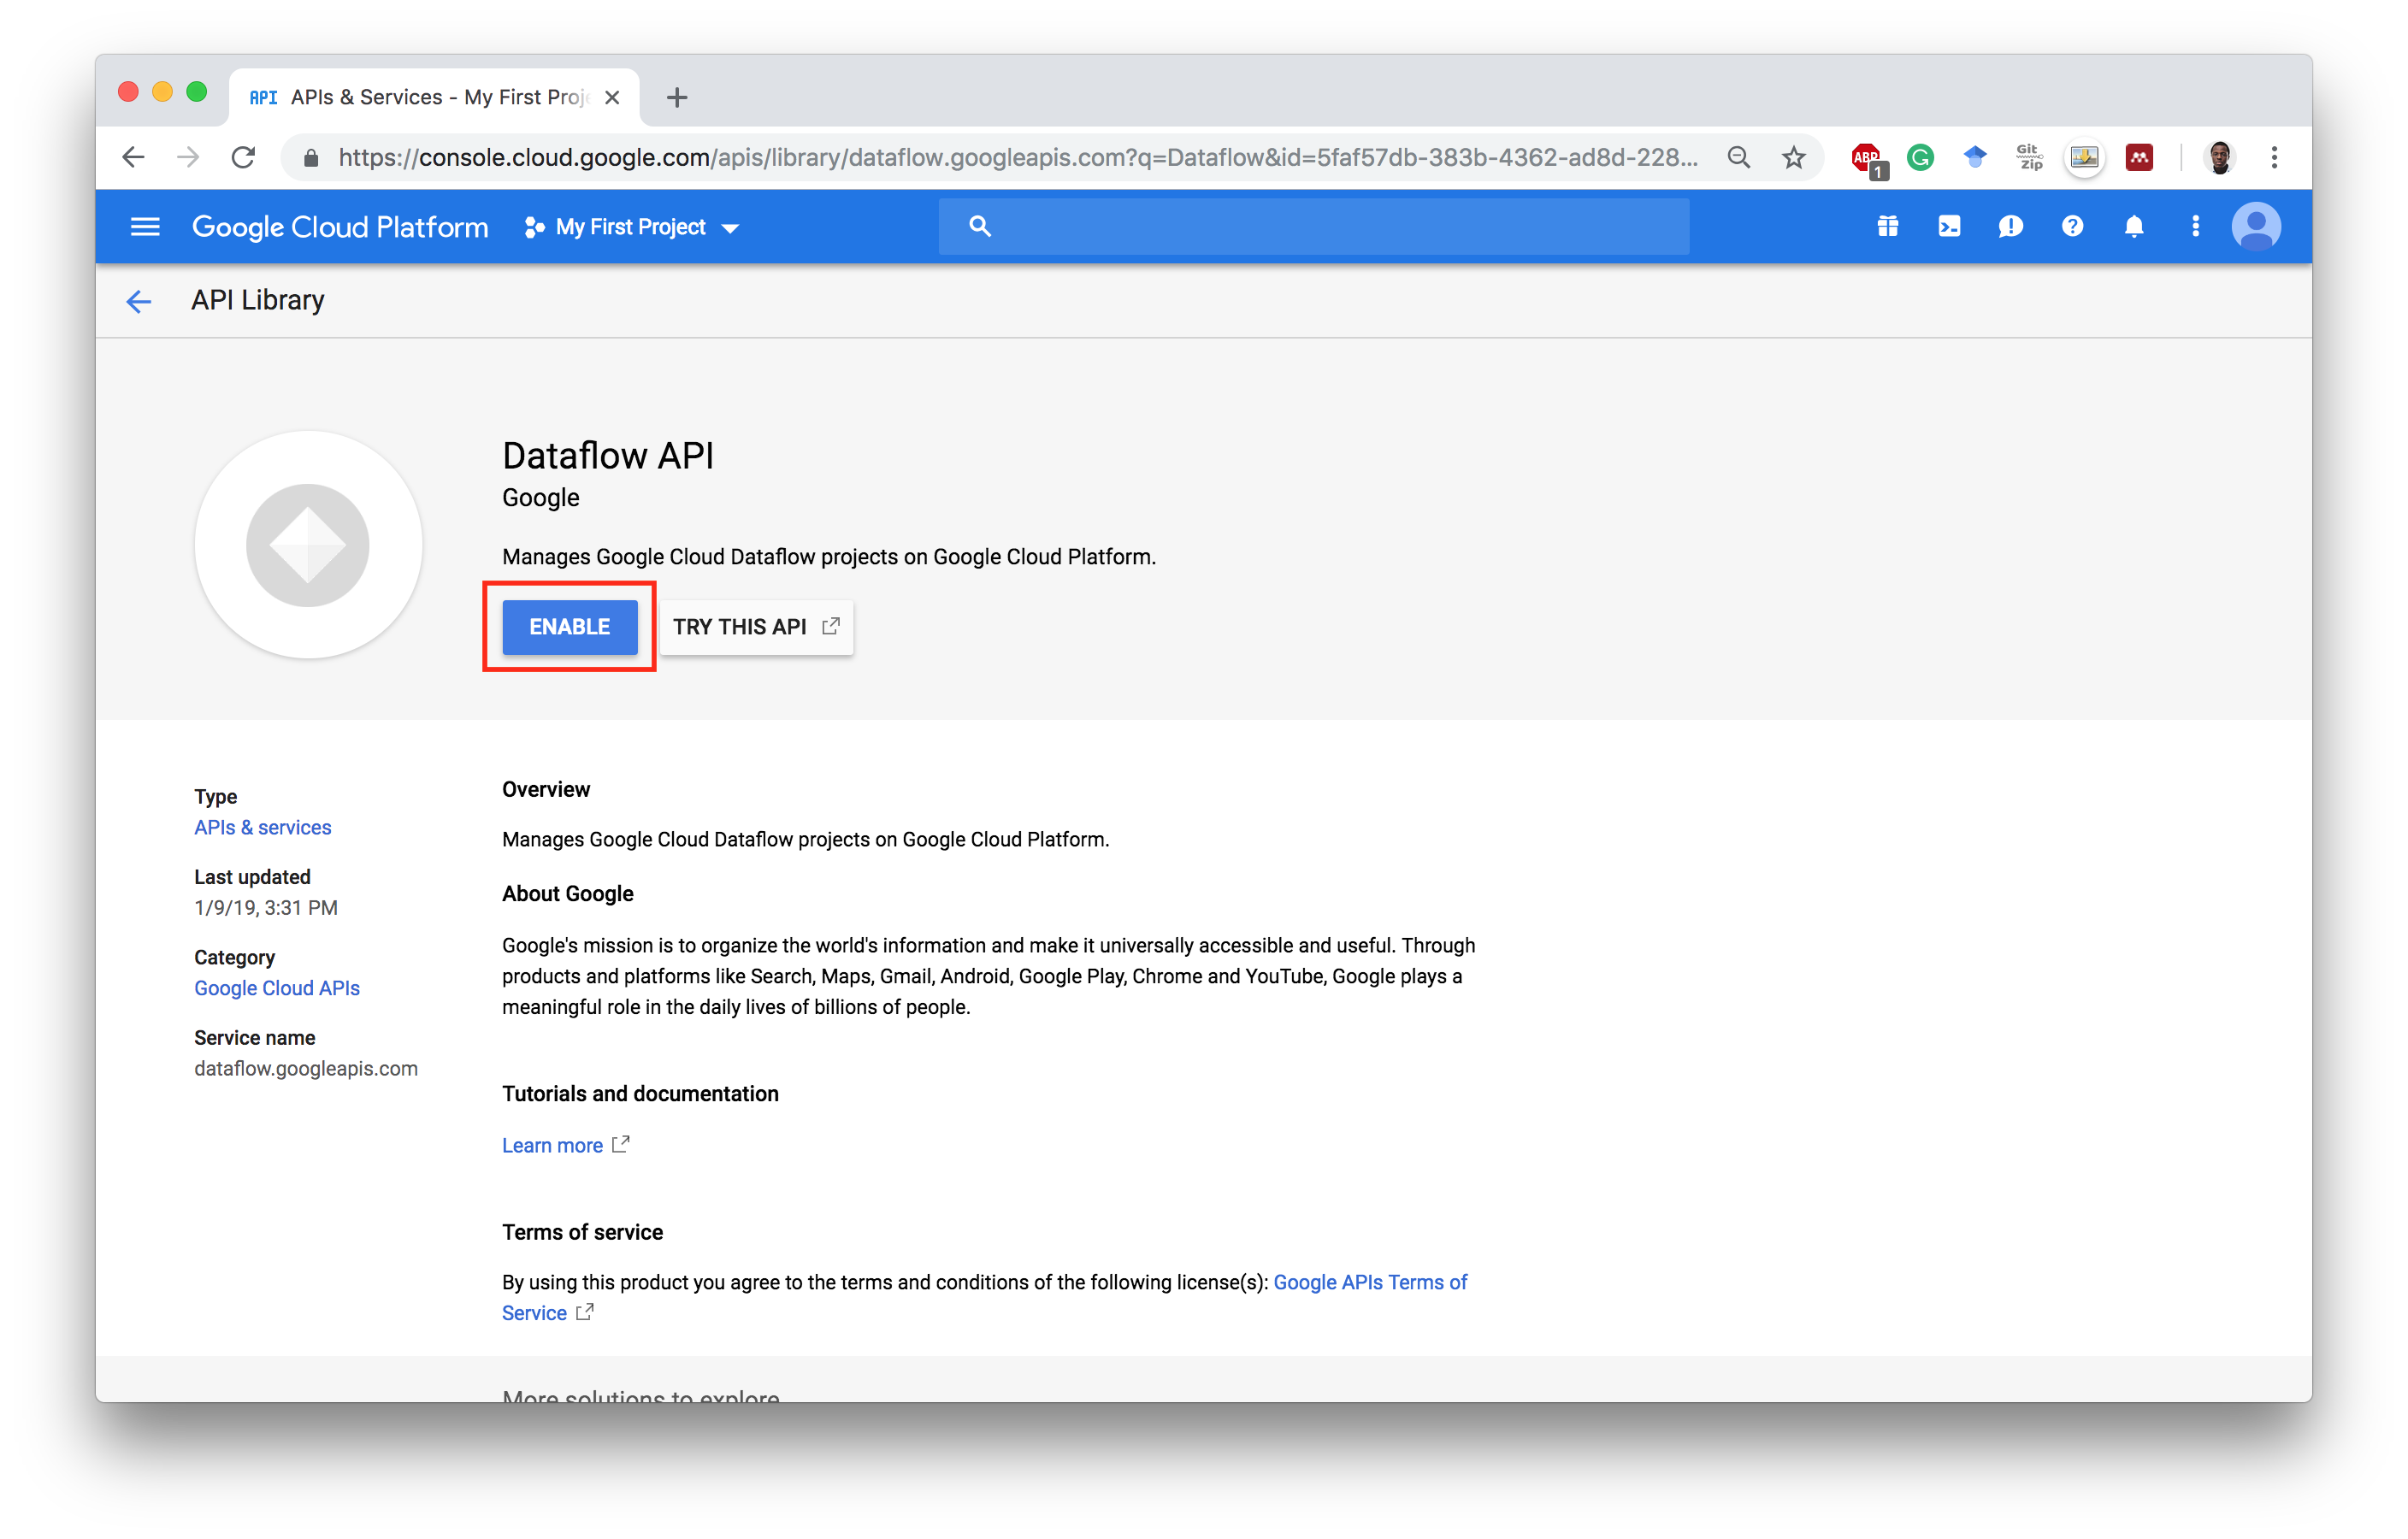 API APIs & Services - My First Proj
https://console.cloud.google.com/apis/library/dataflow.googleapis.com?q=Dataflow&id=5faf57db-383b-4362-ad8d-228...
ABP
1
G
Git
Zip
Google Cloud Platform
My First Project
API Library
Dataflow API
Google
Manages Google Cloud Dataflow projects on Google Cloud Platform.
ENABLE
TRY THIS API
Type
APIs & services
Last updated
1/9/19, 3:31 PM
Category
Google Cloud APIs
Service name
dataflow.googleapis.com
Overview
Manages Google Cloud Dataflow projects on Google Cloud Platform.
About Google
Google's mission is to organize the world's information and make it universally accessible and useful. Through
products and platforms like Search, Maps, Gmail, Android, Google Play, Chrome and YouTube, Google plays a
meaningful role in the daily lives of billions of people.
Tutorials and documentation
Learn more
Terms of service
By using this product you agree to the terms and conditions of the following license(s): Google APIs Terms of
Service
More solutions to explore